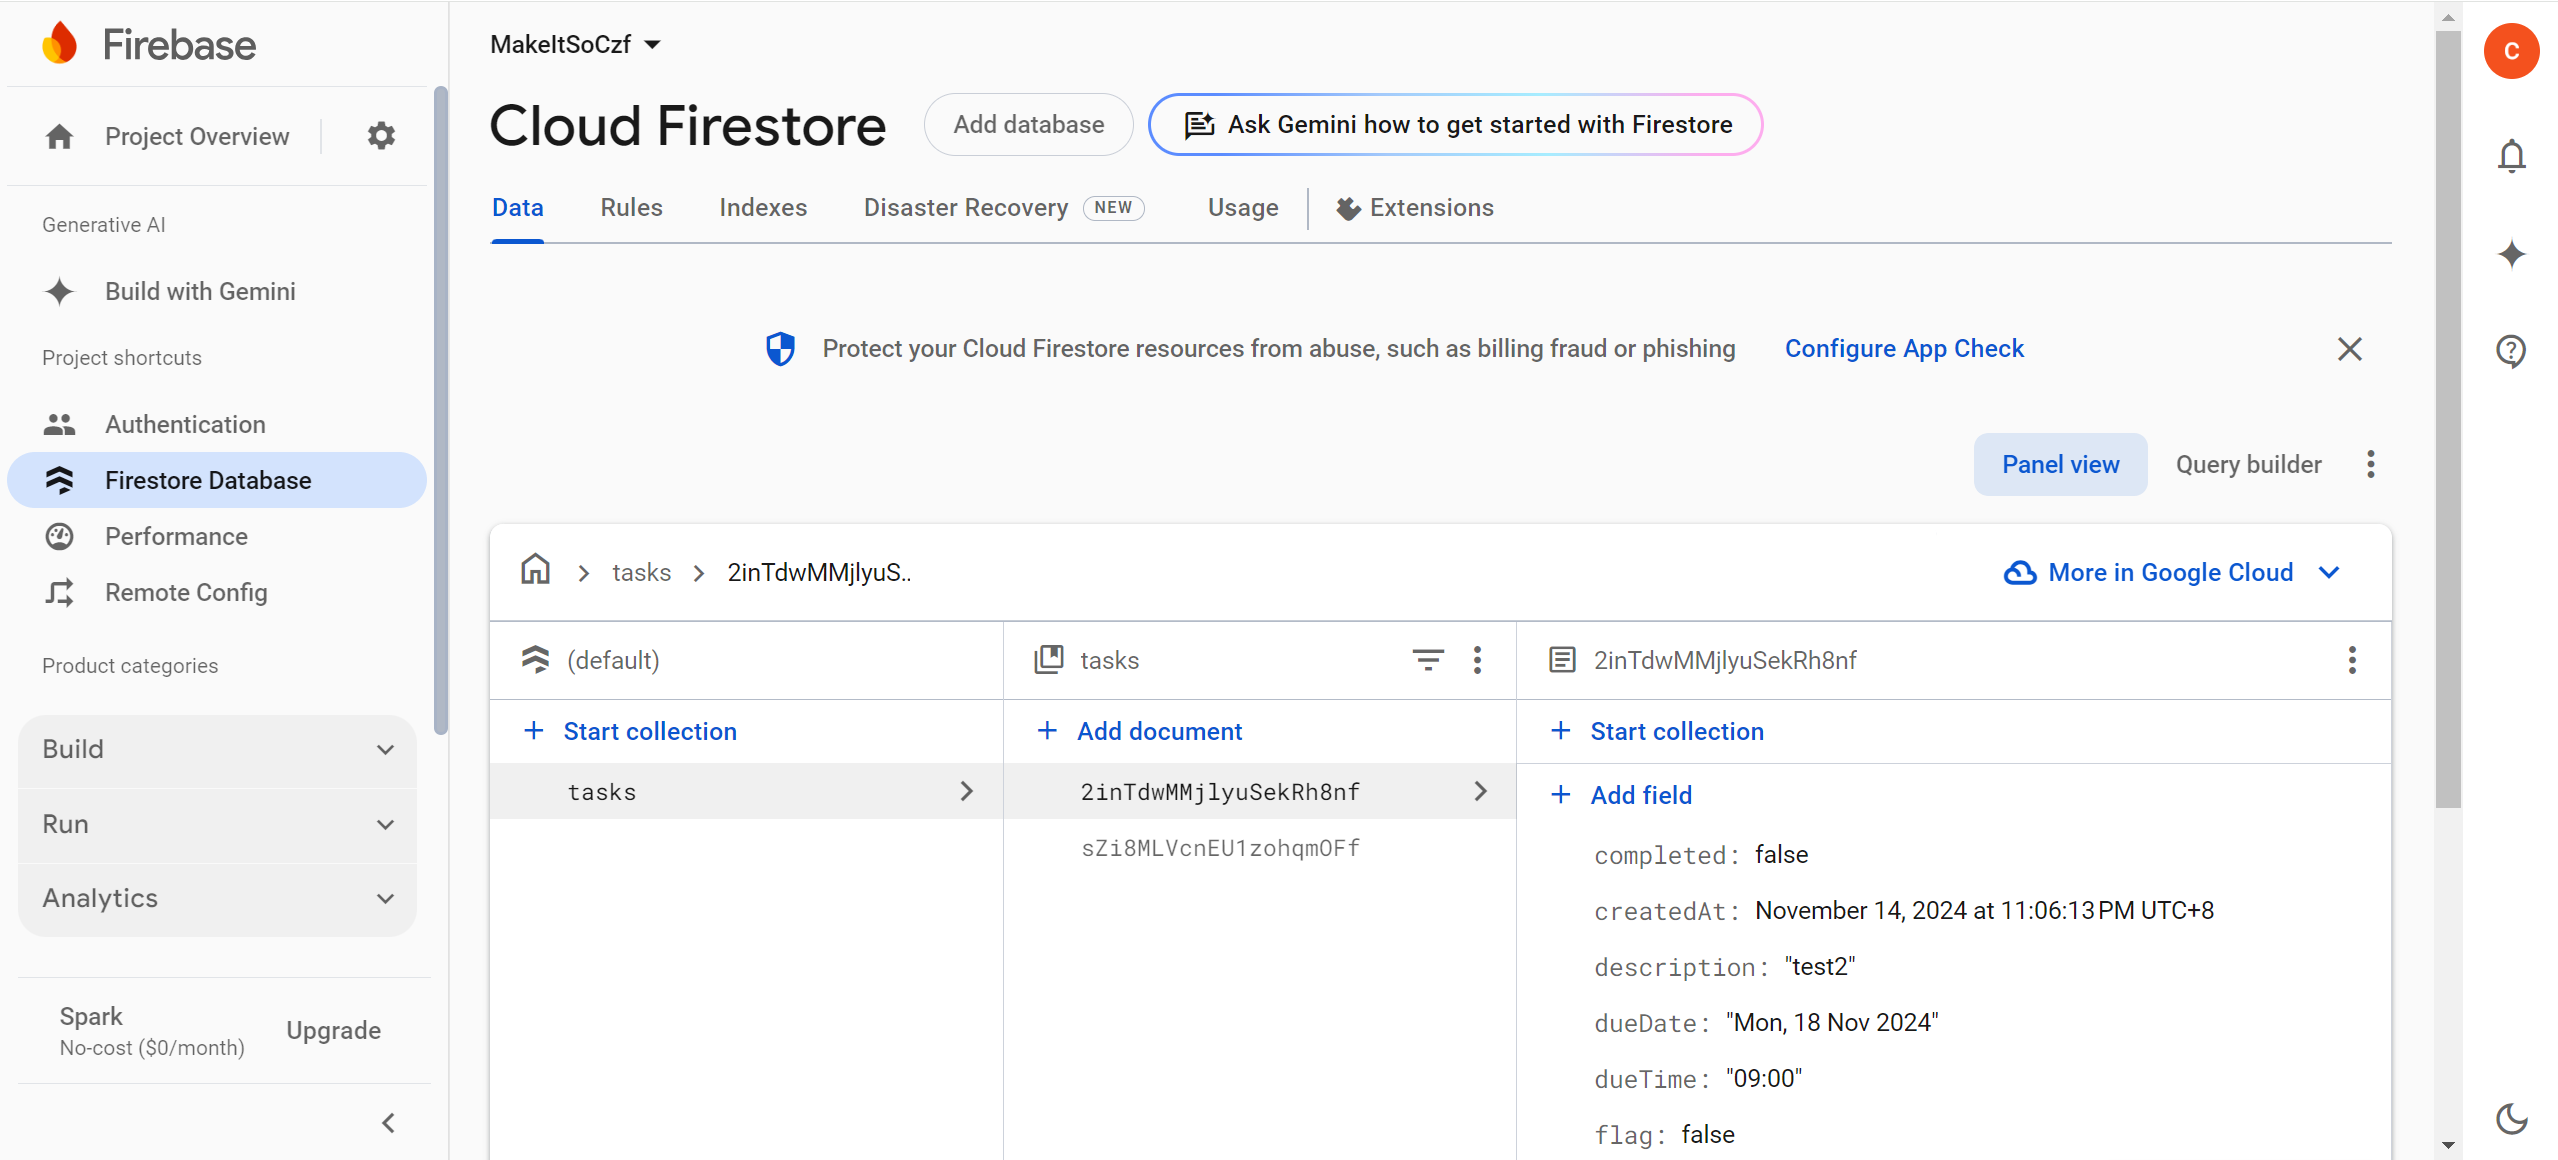 Firebase
Project Overview
Generative AI
Build with Gemini
Project shortcuts
Authentication
Firestore Database
Performance
Remote Config
Product categories
Build
Run
Analytics
Spark
No-cost ($0/month)
Upgrade
MakeItSoCzf
Cloud Firestore
Add database
Ask Gemini how to get started with Firestore
Data
Rules
Indexes
Disaster Recovery NEW
Usage
Extensions
Protect your Cloud Firestore resources from abuse, such as billing fraud or phishing
Configure App Check
Panel view
Query builder
tasks
2inTdwMMjlyuS..
More in Google Cloud
(default)
Start collection
tasks
tasks
Add document
2inTdwMMjlyuSekRh8nf
sZi8MLVcnEU1zohqmOFf
2inTdwMMjlyuSekRh8nf
Start collection
Add field
completed: false
createdAt: November 14, 2024 at 11:06:13 PM UTC+8
description: "test2"
dueDate: "Mon, 18 Nov 2024"
dueTime: "09:00"
flag: false
C